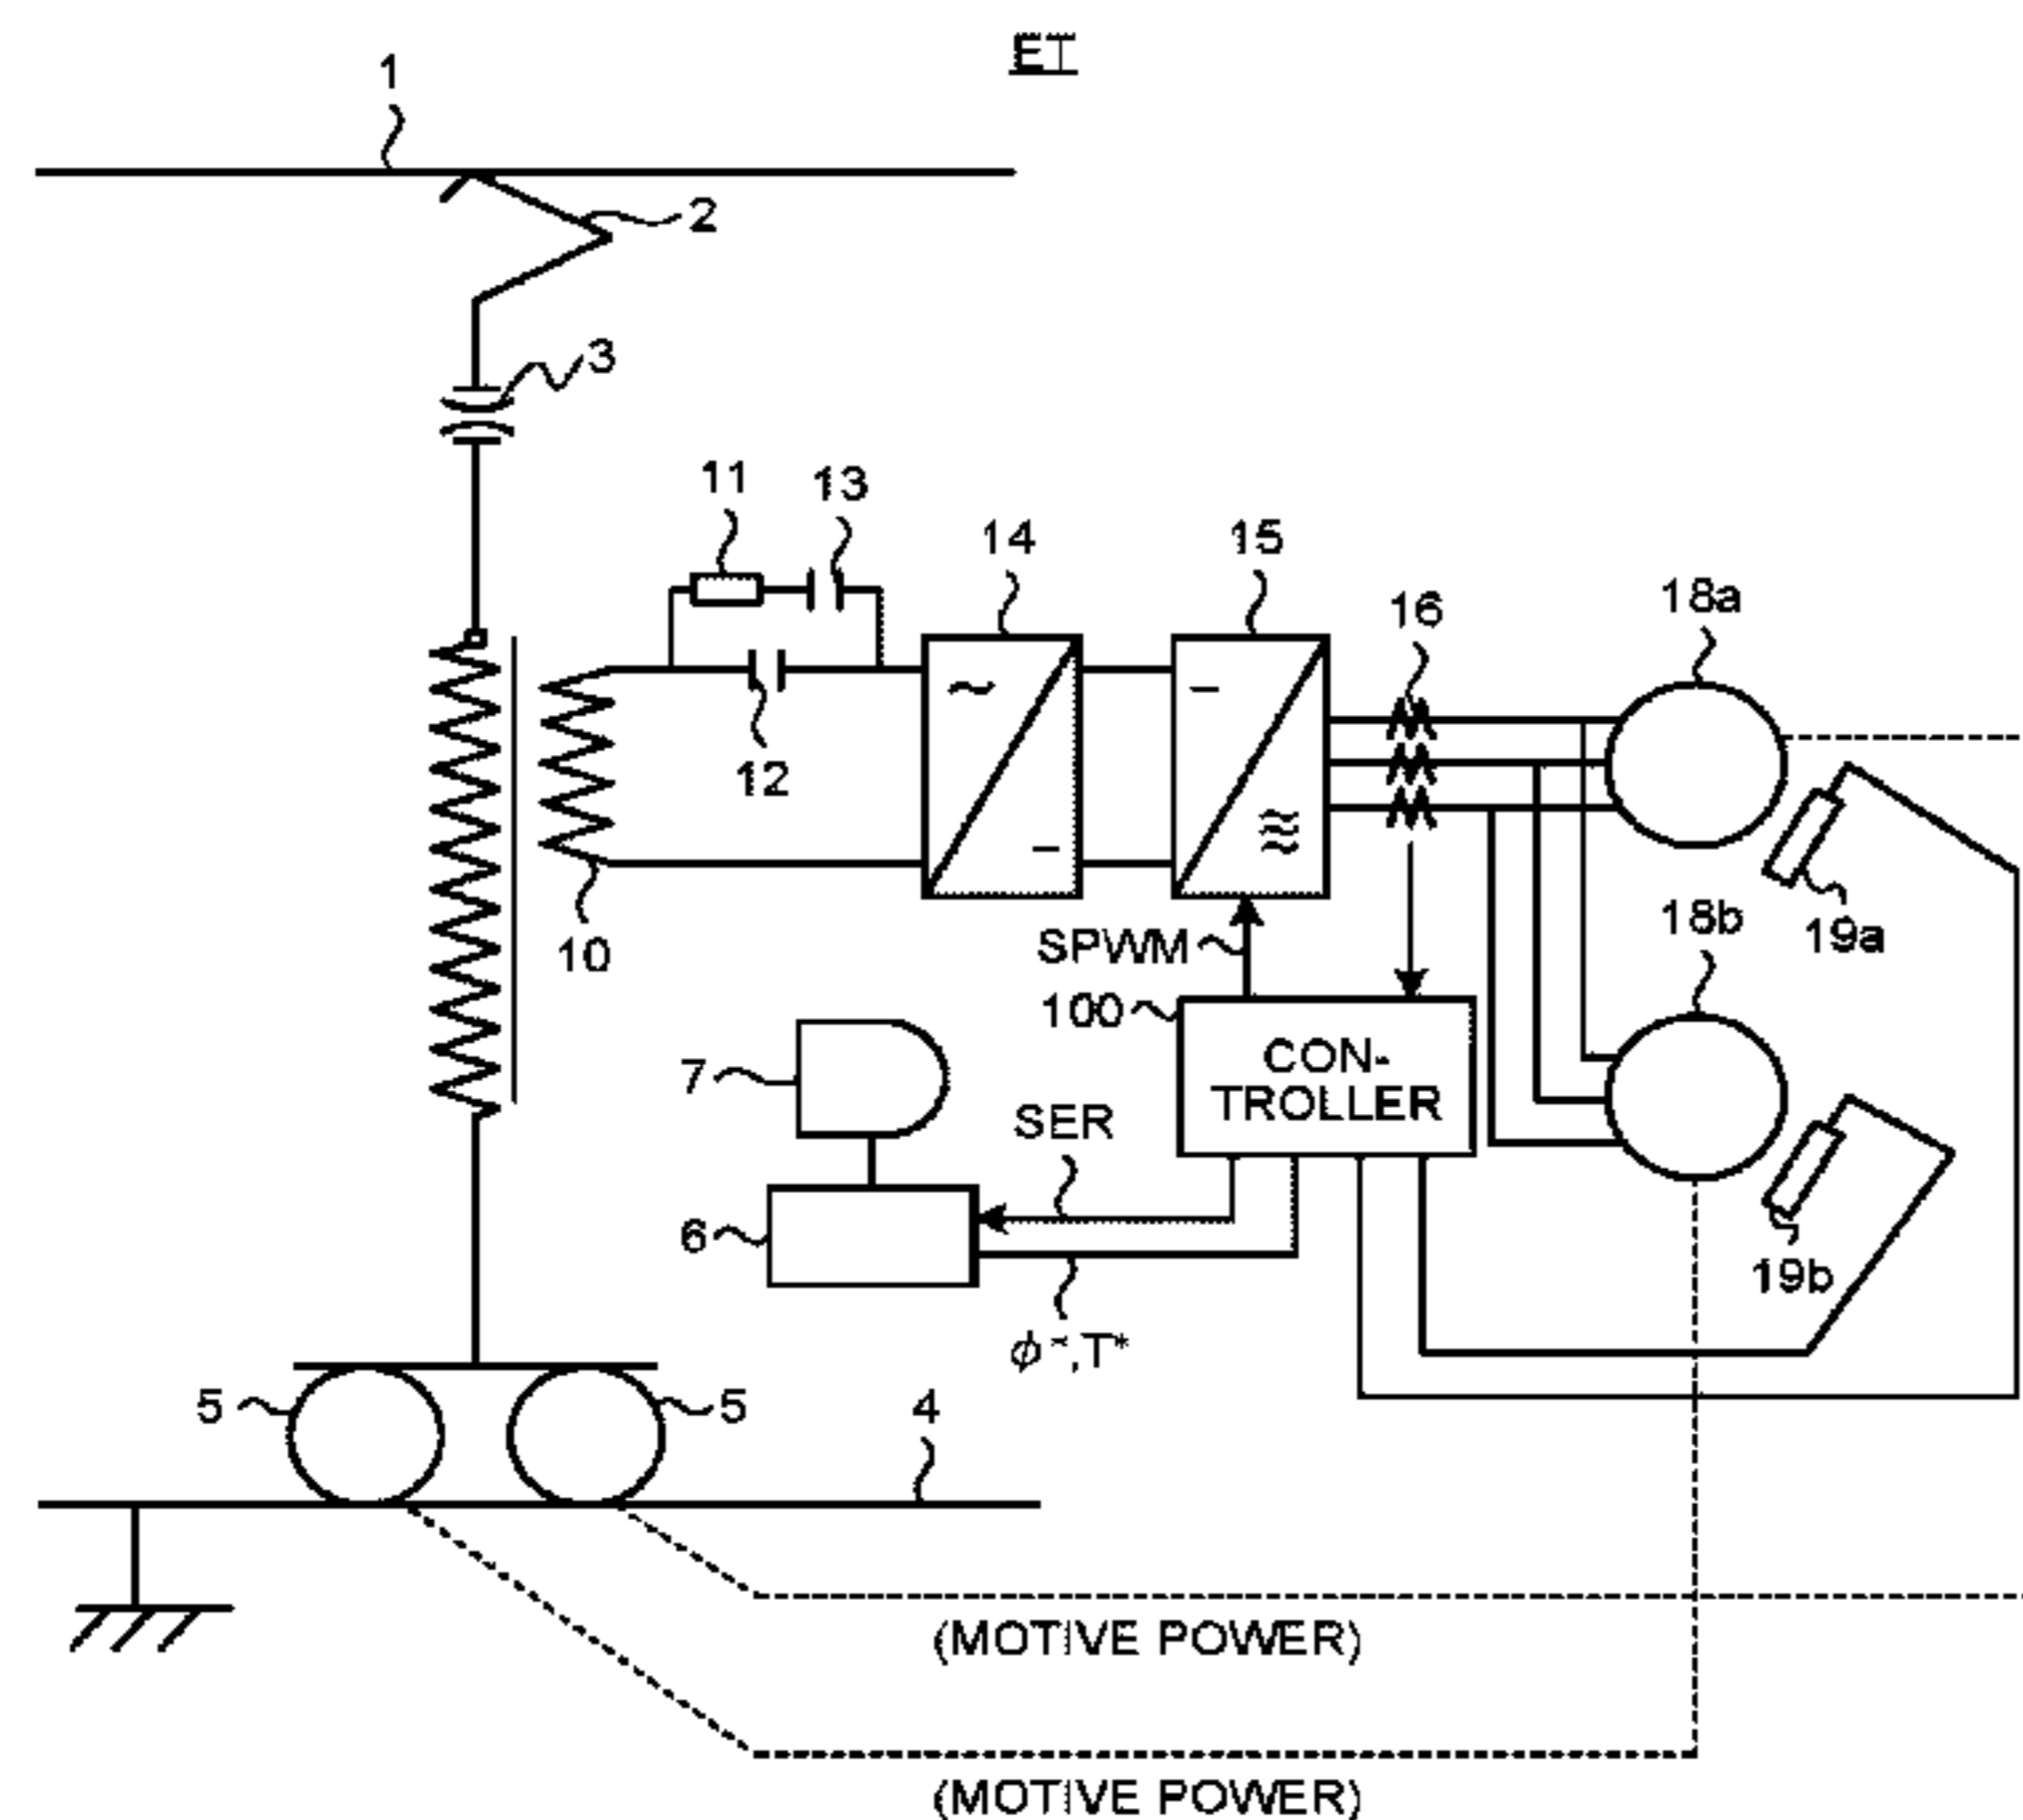 ET
1
2
3
11
13
14
15
16
18a
12
10
SPWM
18b
19a
100
7
CON-
TROLLER
SER
6
19b
ϕ*,T*
5
5
4
(MOTIVE POWER)
(MOTIVE POWER)